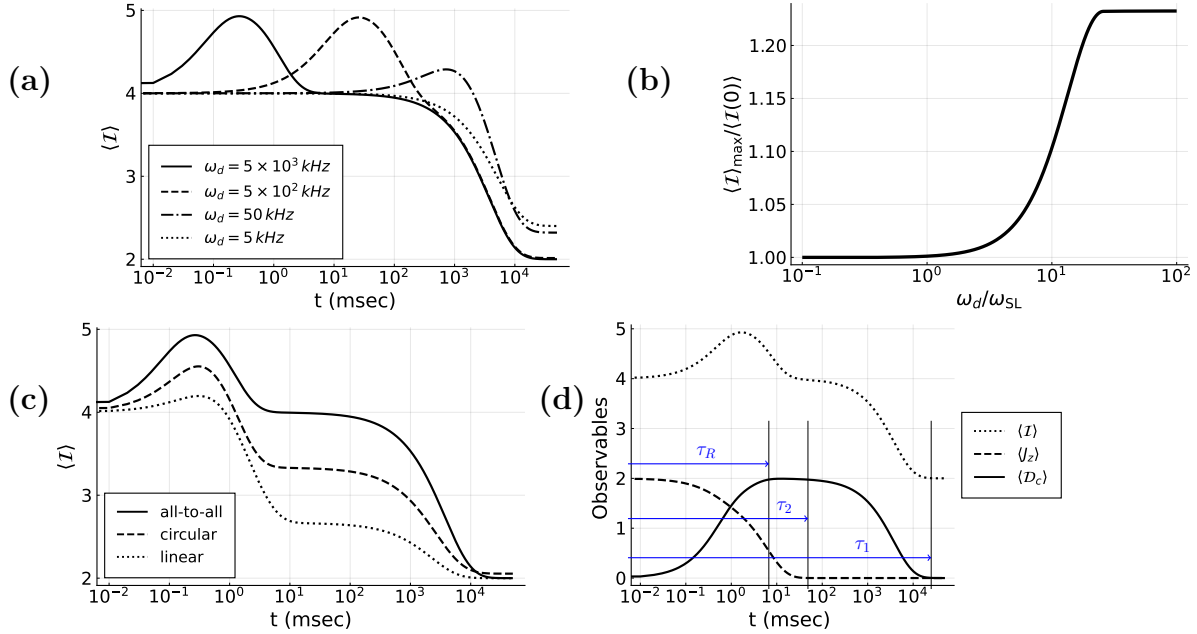 (a)
5
4
3
2
⟨I⟩
ω_d = 5 × 10³ kHz
ω_d = 5 × 10² kHz
ω_d = 50 kHz
ω_d = 5 kHz
10⁻² 10⁻¹ 10⁰ 10¹ 10² 10³ 10⁴
t (msec)
(b)
1.20
1.15
1.10
1.05
1.00
⟨I⟩max/⟨I(0)⟩
10⁻¹ 10⁰ 10¹ 10²
ω_d/ω_SL
(c)
5
4
3
2
⟨I⟩
all-to-all
circular
linear
10⁻² 10⁻¹ 10⁰ 10¹ 10² 10³ 10⁴
t (msec)
(d)
5
4
3
2
1
0
Observables
τ_R
τ_2
τ_1
10⁻² 10⁻¹ 10⁰ 10¹ 10² 10³ 10⁴
t (msec)
⟨I⟩
⟨J_z⟩
⟨D_c⟩